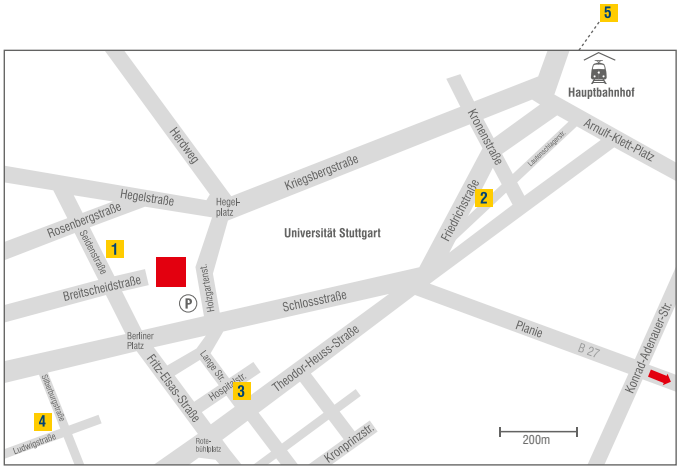 5
Hauptbahnhof
Herdweg
Kronenstraße
Arnulf-Klett-Platz
Lautenschlagerstr.
Kriegsbergstraße
Hegelstraße
Hegel-
platz
Rosenbergstraße
Friedrichstraße
2
Seidenstraße
1
Universität Stuttgart
Breitscheidstraße
Holzgartenstr.
P
Schlossstraße
Planie
B 27
Konrad-Adenauer-Str.
Berliner
Platz
Fritz-Elsas-Straße
Lange Str.
Hospitalstr.
3
Theodor-Heuss-Straße
Silberburgstraße
4
Ludwigstraße
Rote-
bühlplatz
Kronprinzstr.
200m